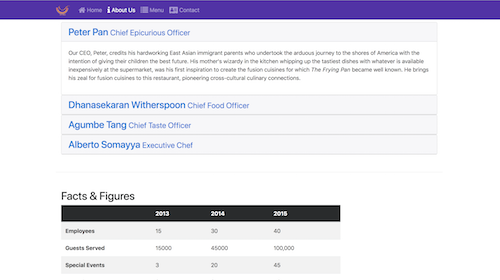 Home About Us Menu Contact
Peter Pan Chief Epicurious Officer
Our CEO, Peter, credits his hardworking East Asian immigrant parents who undertook the arduous journey to the shores of America with the
intention of giving their children the best future. His mother's wizardy in the kitchen whipping up the tastiest dishes with whatever is available
inexpensively at the supermarket, was his first inspiration to create the fusion cuisines for which The Frying Pan became well known. He brings
his zeal for fusion cuisines to this restaurant, pioneering cross-cultural culinary connections.
Dhanasekaran Witherspoon Chief Food Officer
Agumbe Tang Chief Taste Officer
Alberto Somayya Executive Chef
Facts & Figures
2013 2014 2015
Employees 15 30 40
Guests Served 15000 45000 100,000
Special Events 3 20 45